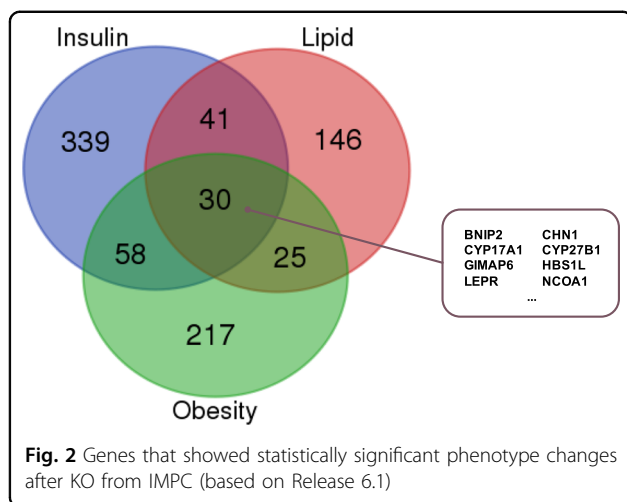 Insulin
Lipid
339
41
146
30
58
25
217
Obesity
BNIP2 CHN1
CYP17A1 CYP27B1
GIMAP6 HBS1L
LEPR NCOA1
...
Fig. 2 Genes that showed statistically significant phenotype changes
after KO from IMPC (based on Release 6.1)